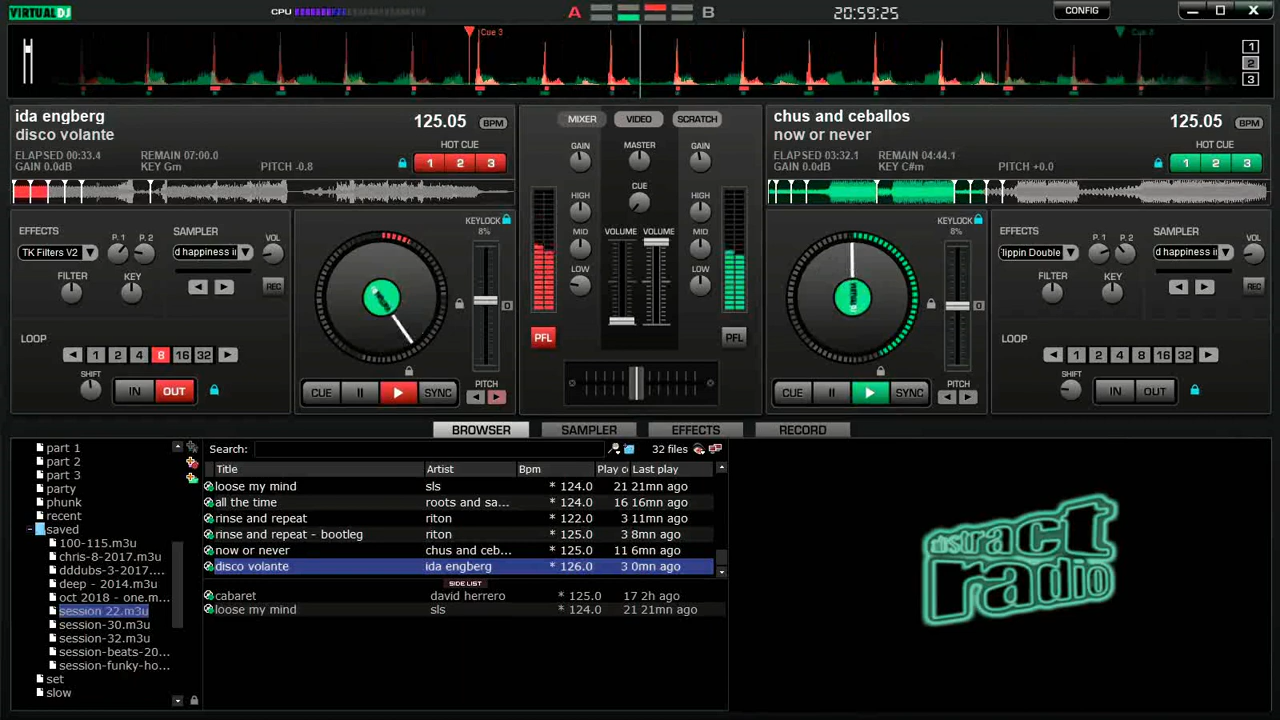 VIRTUAL DJ
CPU
A
B
20:59:25
CONFIG
Cue 3
1
2
3
ida engberg
disco volante
125.05 BPM
HOT CUE
ELAPSED 00:33.4 REMAIN 07:00.0
GAIN 0.0dB KEY Gm PITCH -0.8
1 2 3
MIXER VIDEO SCRATCH
GAIN MASTER GAIN
HIGH CUE HIGH
MID VOLUME VOLUME MID
LOW LOW
PFL PFL
chus and ceballos
now or never
125.05 BPM
HOT CUE
ELAPSED 03:32.1 REMAIN 04:44.1
GAIN 0.0dB KEY C#m PITCH +0.0
1 2 3
EFFECTS P. 1 P. 2 SAMPLER VOL
TK Filters V2 d happiness i
FILTER KEY REC
LOOP
1 2 4 8 16 32
SHIFT IN OUT
KEYLOCK
8%
0
CUE SYNC PITCH
KEYLOCK
8%
0
CUE SYNC PITCH
EFFECTS P. 1 P. 2 SAMPLER VOL
lippin Double d happiness i
FILTER KEY REC
LOOP
1 2 4 8 16 32
SHIFT IN OUT
BROWSER SAMPLER EFFECTS RECORD
part 1
part 2
part 3
party
phunk
recent
saved
100-115.m3u
chris-8-2017.m3u
dddubs-3-2017....
deep - 2014.m3u
oct 2018 - one.m...
session 22.m3u
session-30.m3u
session-32.m3u
session-beats-20...
session-funky-ho...
set
slow
Search: 32 files
Title Artist Bpm Play c Last play
loose my mind sls * 124.0 21 21mn ago
all the time roots and sa... * 124.0 16 16mn ago
rinse and repeat riton * 122.0 3 11mn ago
rinse and repeat - bootleg riton * 125.0 3 8mn ago
now or never chus and ceb... * 125.0 11 6mn ago
disco volante ida engberg * 126.0 3 0mn ago
SIDE LIST
cabaret david herrero * 125.0 17 2h ago
loose my mind sls * 124.0 21 21mn ago
distract
radio